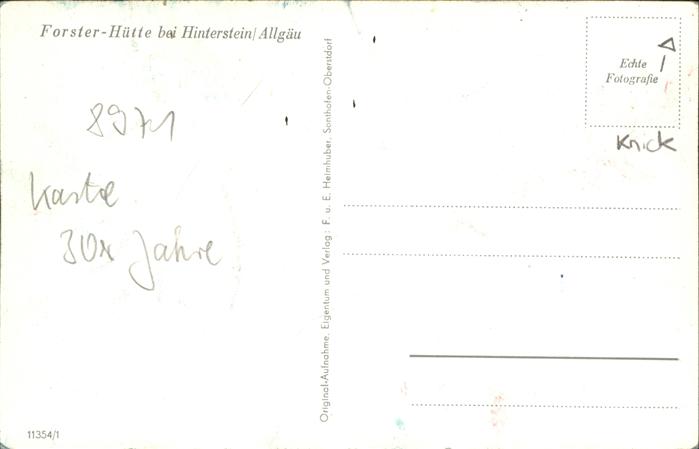 Forster-Hütte bei Hinterstein/Allgäu
8971
Karte
30er Jahre
11354/1
Original-Aufnahme, Eigentum und Verlag: F. u. E. Heimhuber, Sonthofen-Oberstdorf
Echte
Fotografie
Knick